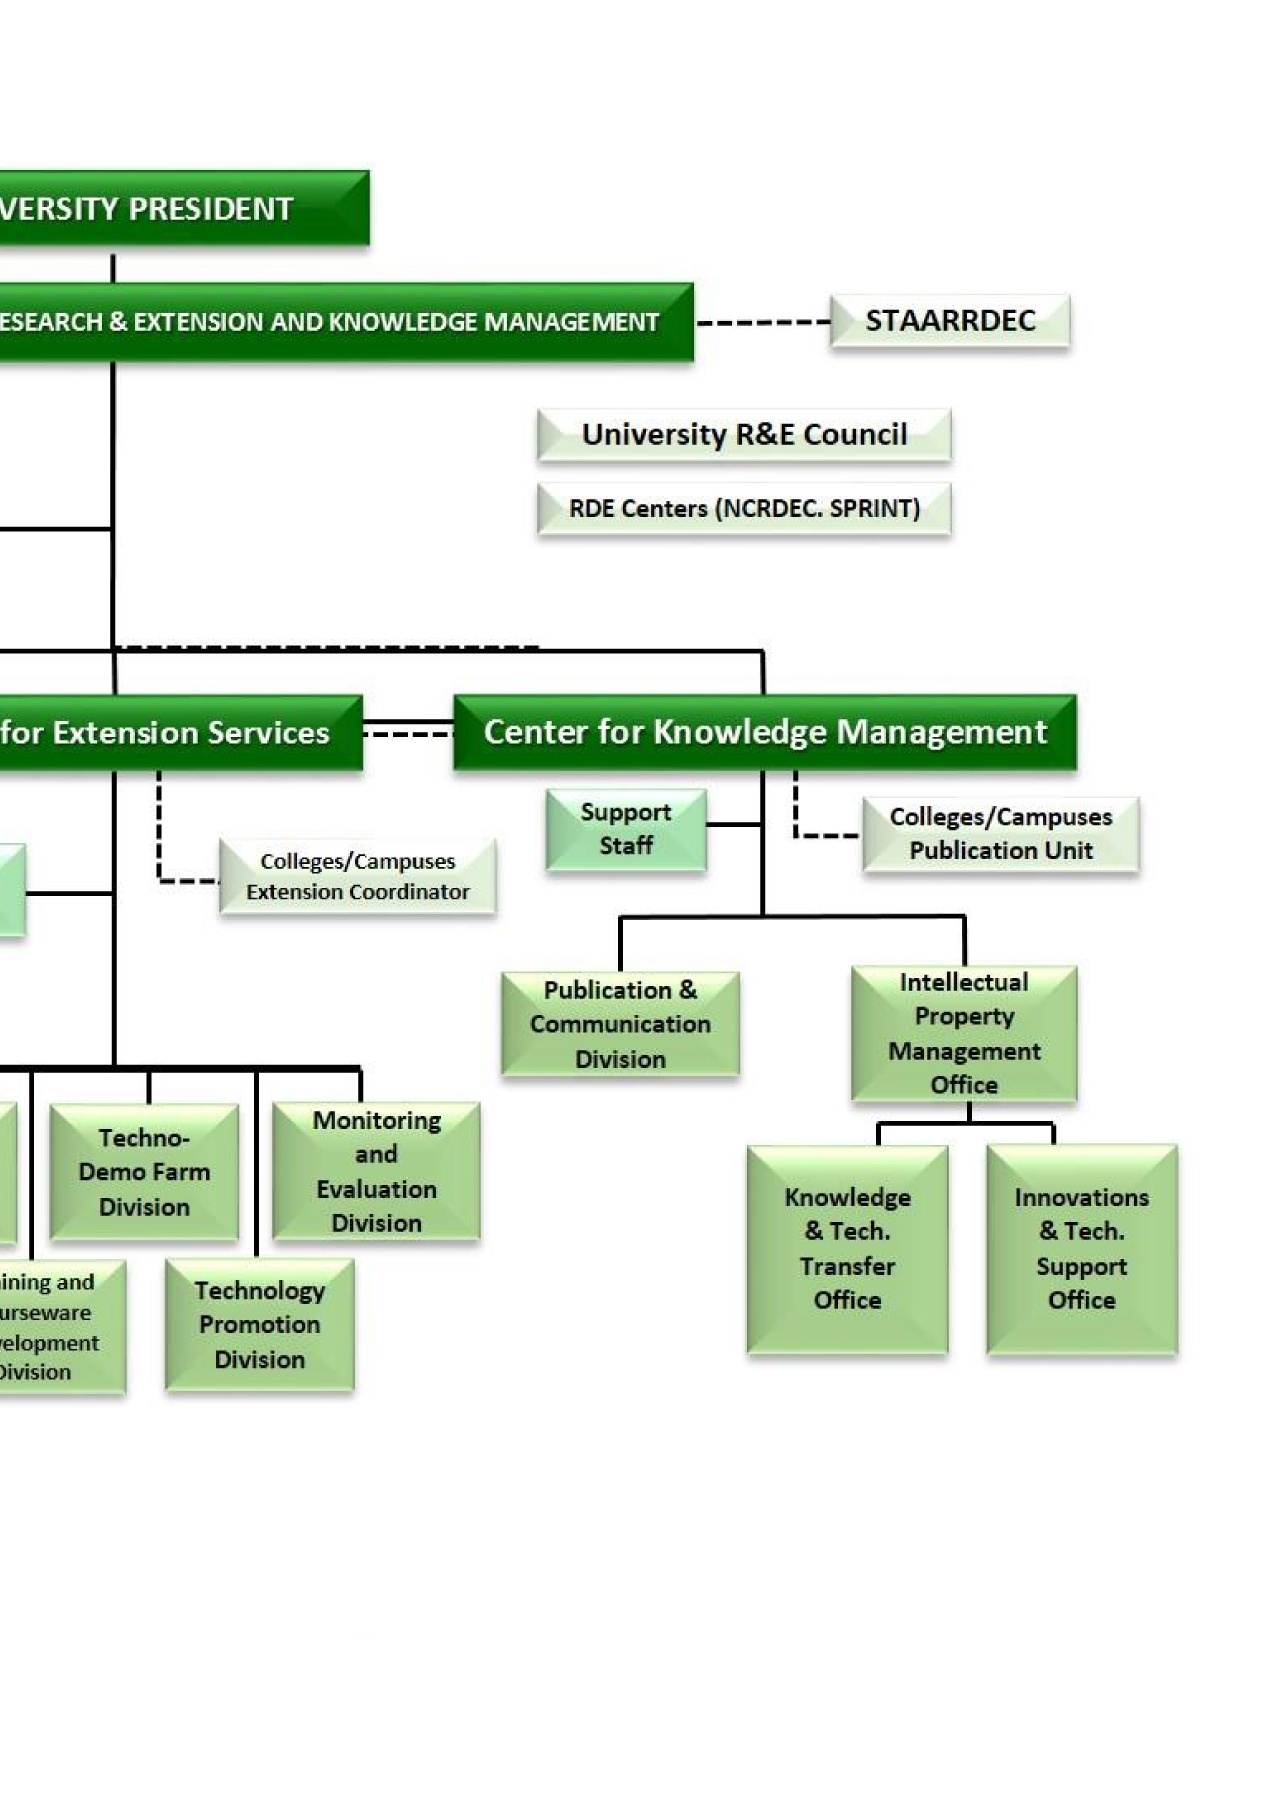 VERSITY PRESIDENT
ESEARCH & EXTENSION AND KNOWLEDGE MANAGEMENT
STAARRDEC
University R&E Council
RDE Centers (NCRDEC. SPRINT)
for Extension Services
Center for Knowledge Management
Support
Staff
Colleges/Campuses
Publication Unit
Colleges/Campuses
Extension Coordinator
Publication &
Communication
Division
Intellectual
Property
Management
Office
Techno-
Demo Farm
Division
Monitoring
and
Evaluation
Division
Knowledge
& Tech.
Transfer
Office
Innovations
& Tech.
Support
Office
ining and
urseware
velopment
Division
Technology
Promotion
Division